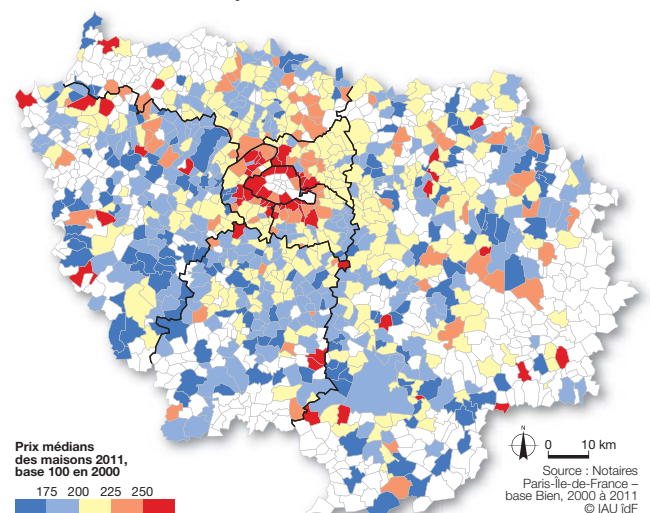 Prix médians
des maisons 2011,
base 100 en 2000
175 200 225 250
N
0 10 km
Source : Notaires
Paris-Île-de-France –
base Bien, 2000 à 2011
© IAU îdF